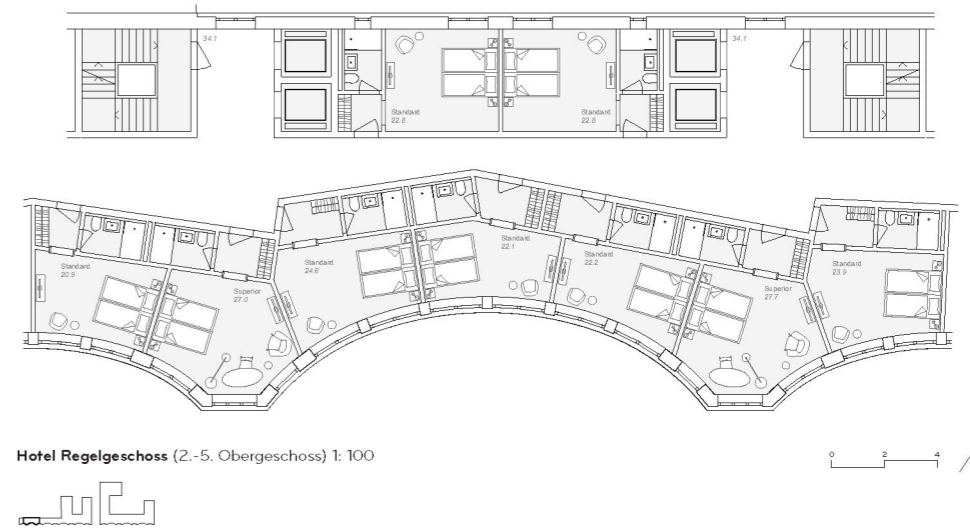 34.1
34.1
Standard
22.8
Standard
22.8
Standard
20.9
Superior
27.0
Standard
24.6
Standard
22.1
Standard
22.2
Superior
27.7
Standard
23.9
Hotel Regelgeschoss (2.-5. Obergeschoss) 1: 100
0 2 4